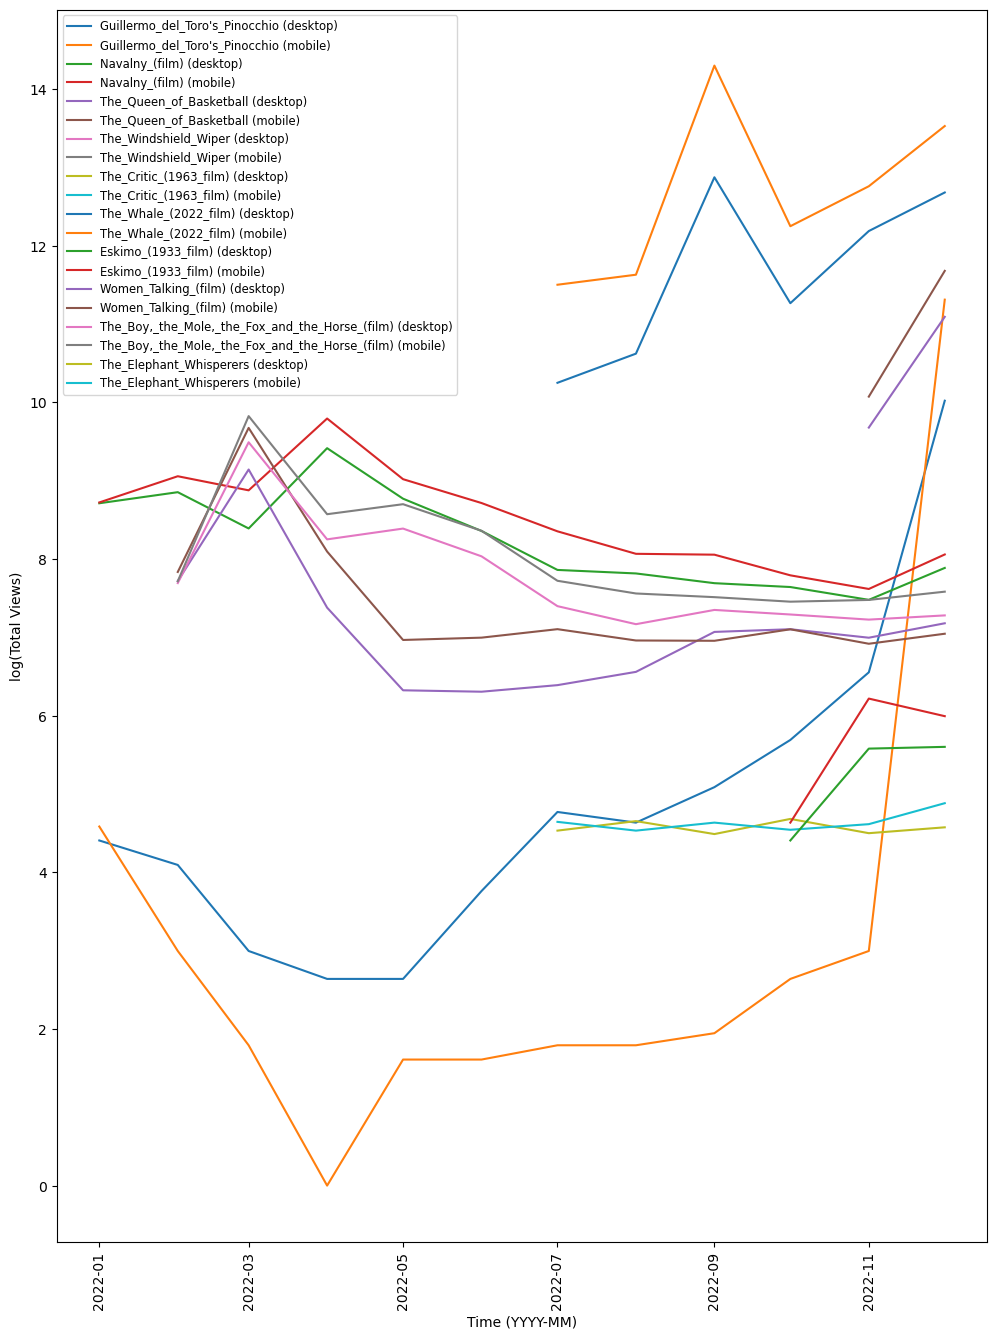 Guillermo_del_Toro's_Pinocchio (desktop)
Guillermo_del_Toro's_Pinocchio (mobile)
Navalny_(film) (desktop)
Navalny_(film) (mobile)
The_Queen_of_Basketball (desktop)
The_Queen_of_Basketball (mobile)
The_Windshield_Wiper (desktop)
The_Windshield_Wiper (mobile)
The_Critic_(1963_film) (desktop)
The_Critic_(1963_film) (mobile)
The_Whale_(2022_film) (desktop)
The_Whale_(2022_film) (mobile)
Eskimo_(1933_film) (desktop)
Eskimo_(1933_film) (mobile)
Women_Talking_(film) (desktop)
Women_Talking_(film) (mobile)
The_Boy,_the_Mole,_the_Fox_and_the_Horse_(film) (desktop)
The_Boy,_the_Mole,_the_Fox_and_the_Horse_(film) (mobile)
The_Elephant_Whisperers (desktop)
The_Elephant_Whisperers (mobile)
14
12
10
8
6
4
2
0
log(Total Views)
2022-01
2022-03
2022-05
2022-07
2022-09
2022-11
Time (YYYY-MM)